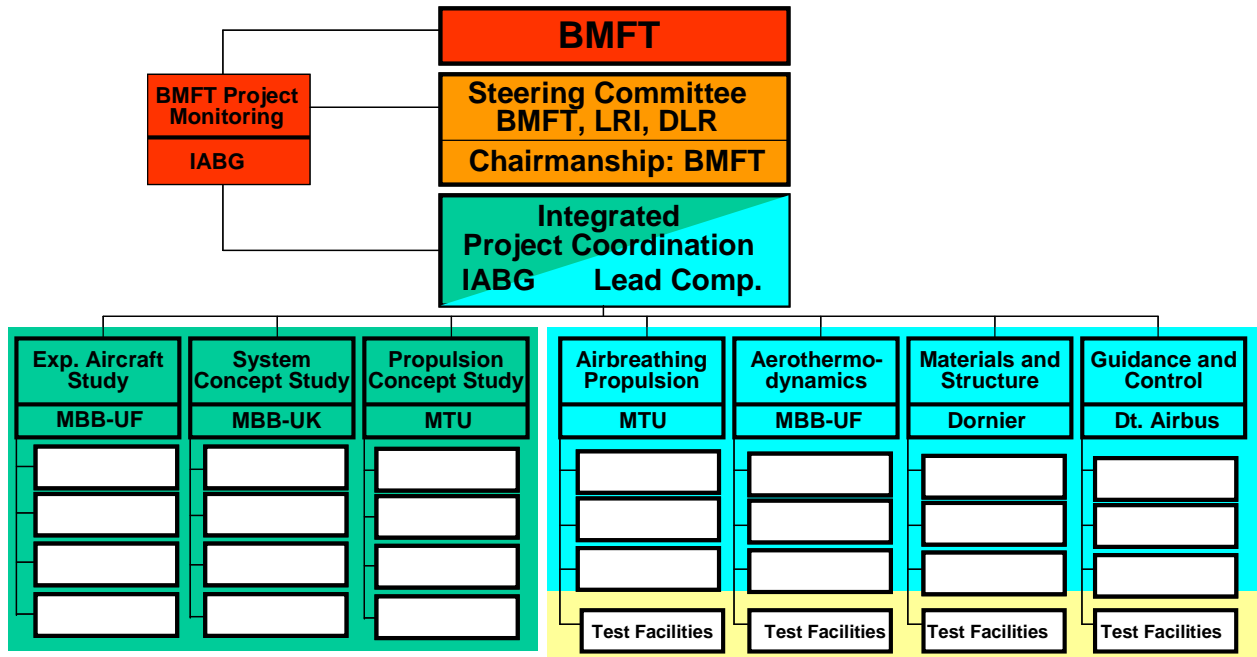 BMFT
BMFT Project
Monitoring
IABG
Steering Committee
BMFT, LRI, DLR
Chairmanship: BMFT
Integrated
Project Coordination
IABG Lead Comp.
Exp. Aircraft
Study
MBB-UF
System
Concept Study
MBB-UK
Propulsion
Concept Study
MTU
Airbreathing
Propulsion
MTU
Aerothermo-
dynamics
MBB-UF
Materials and
Structure
Dornier
Guidance and
Control
Dt. Airbus
Test Facilities
Test Facilities
Test Facilities
Test Facilities